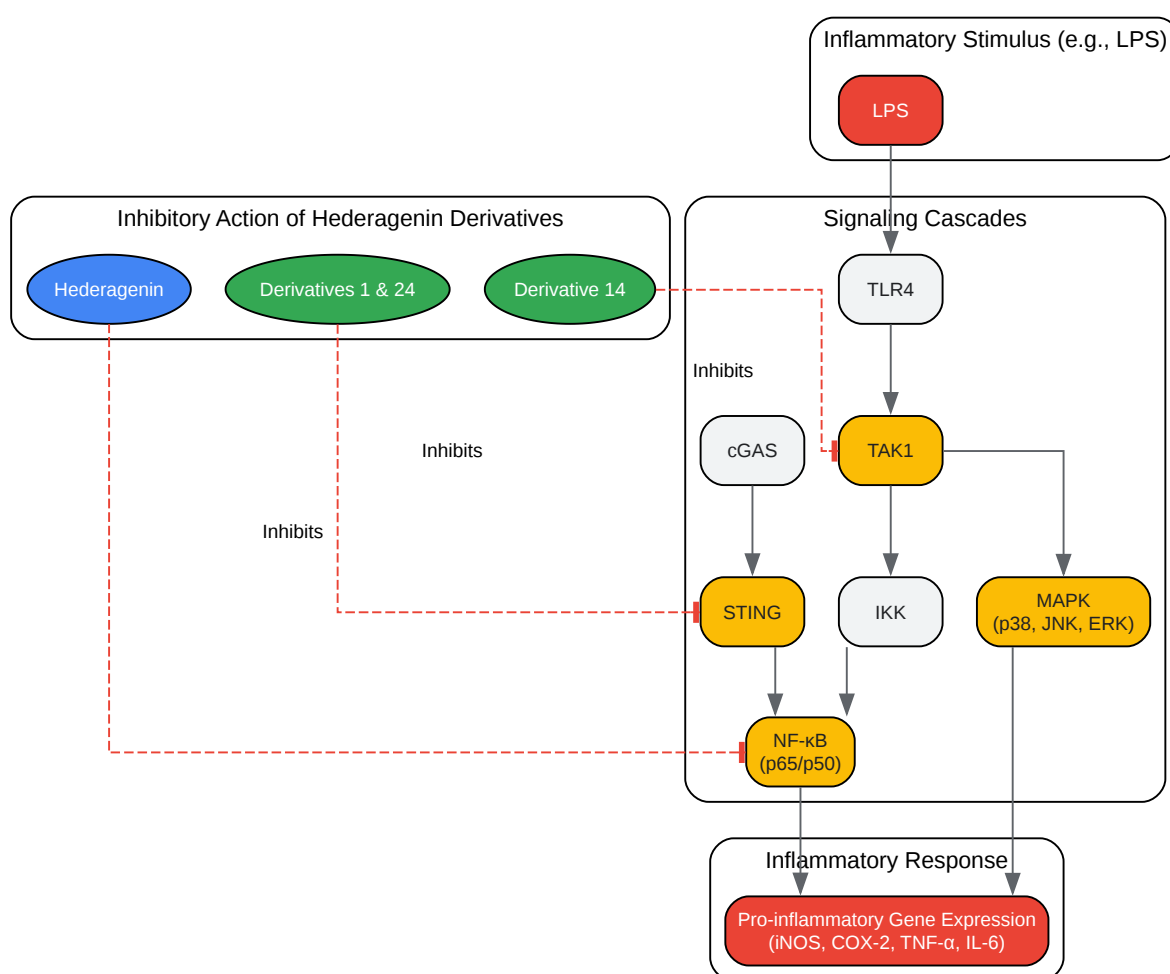 Inflammatory Stimulus (e.g., LPS)
LPS
Inhibitory Action of Hederagenin Derivatives
Hederagenin
Derivatives 1 & 24
Derivative 14
Signaling Cascades
TLR4
Inhibits
cGAS
TAK1
Inhibits
Inhibits
STING
IKK
MAPK
(p38, JNK, ERK)
NF-κB
(p65/p50)
Inflammatory Response
Pro-inflammatory Gene Expression
(iNOS, COX-2, TNF-α, IL-6)